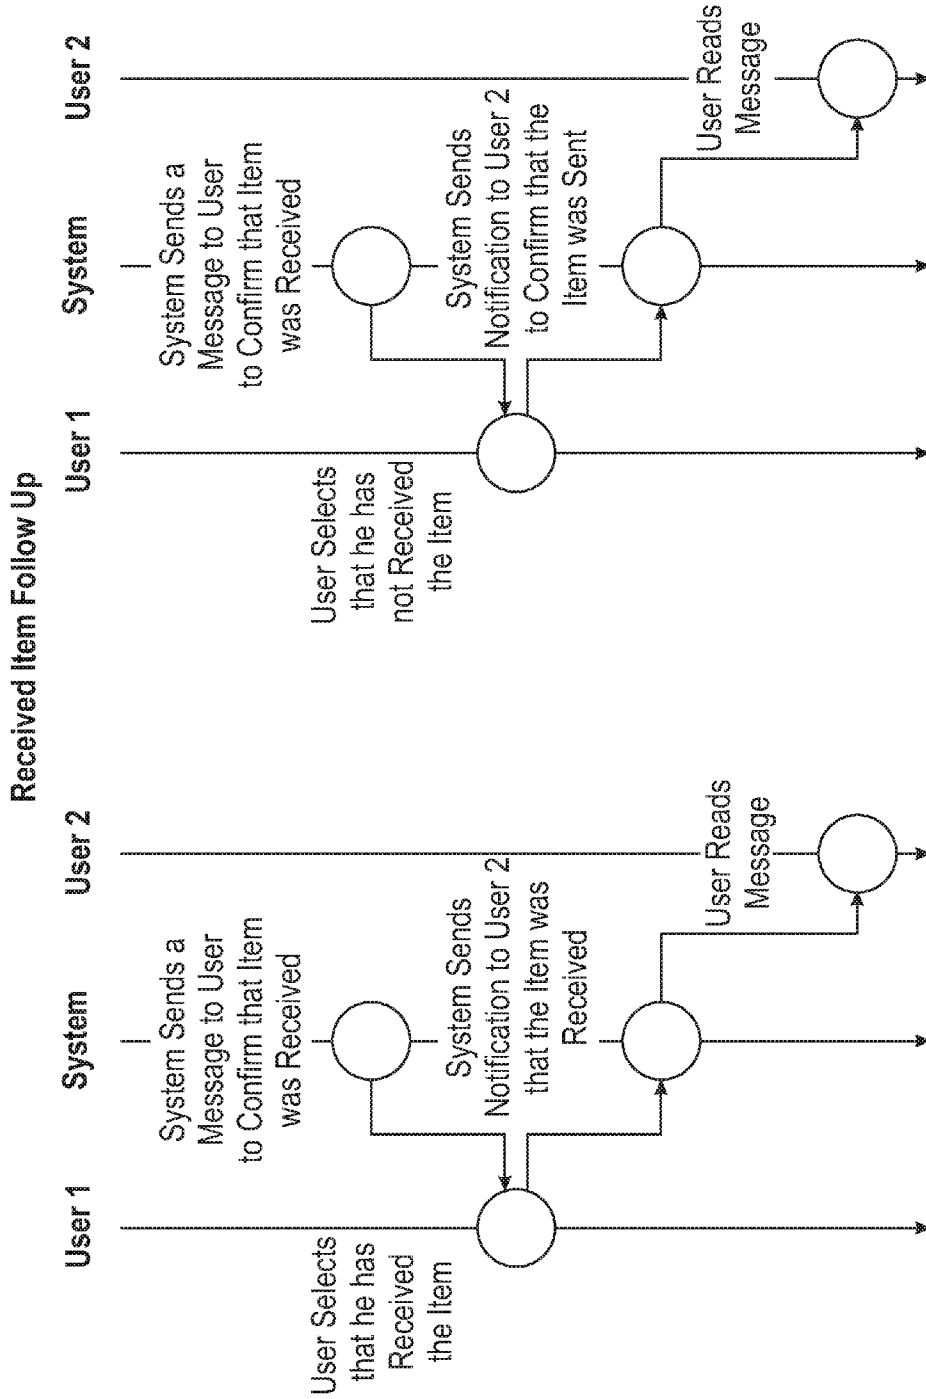 Received Item Follow Up
User 1
System
User 2
System Sends a
Message to User
to Confirm that Item
was Received
User Selects
that he has
Received
the Item
System Sends
Notification to User 2
that the Item was
Received
User Reads
Message
User 1
System
User 2
System Sends a
Message to User
to Confirm that Item
was Received
User Selects
that he has
not Received
the Item
System Sends
Notification to User 2
to Confirm that the
Item was Sent
User Reads
Message